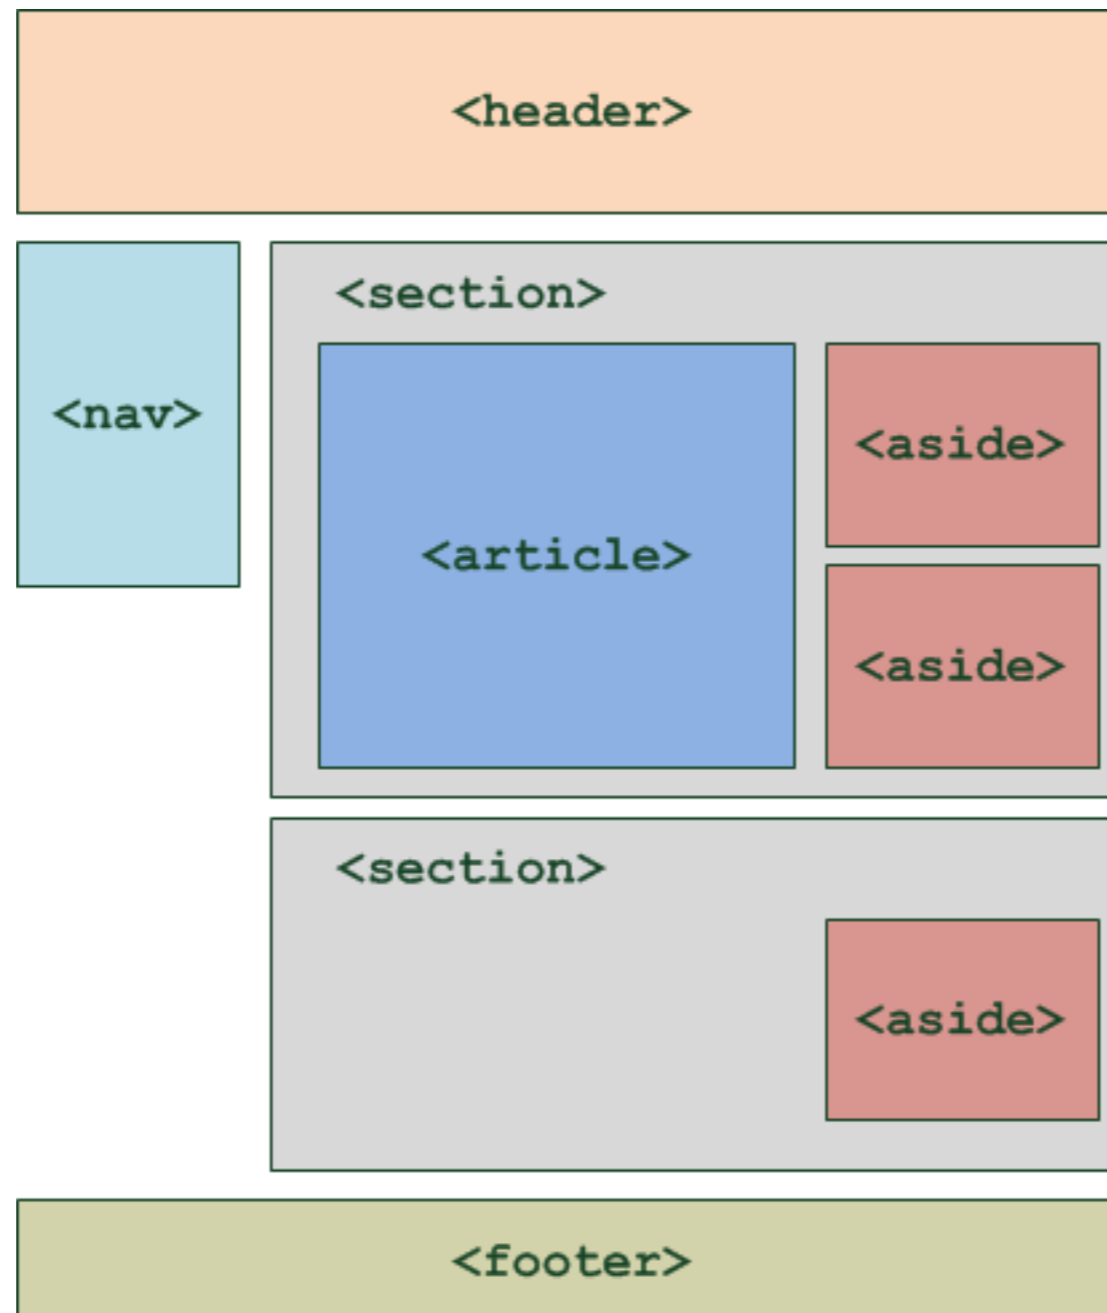 <header>
<nav>
<section>
<article>
<aside>
<aside>
<section>
<aside>
<footer>